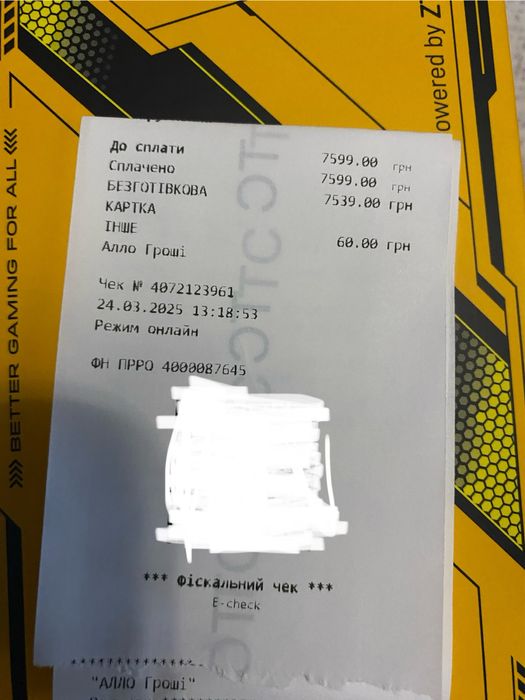 До сплати 7599.00 грн
Сплачено 7599.00 грн
БЕЗГОТІВКОВА 7539.00 грн
КАРТКА
ІНШЕ
Алло Гроші 60.00 грн
Чек № 4072123961
24.03.2025 13:18:53
Режим онлайн
ФН ПРРО 4000087645
*** Фіскальний чек ***
E-check
"АЛЛО Гроші"
>>>> BETTER GAMING FOR ALL <<<<
owered by